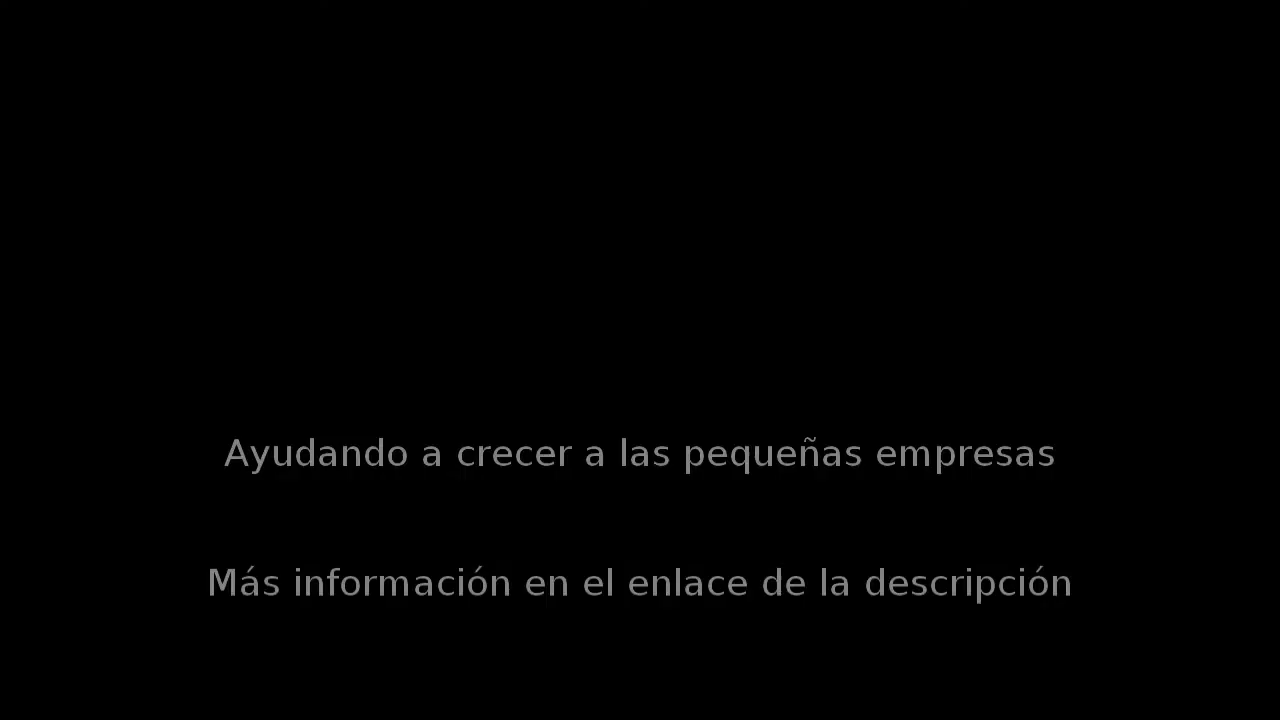 Ayudando a crecer a las pequeñas empresas
Más información en el enlace de la descripción